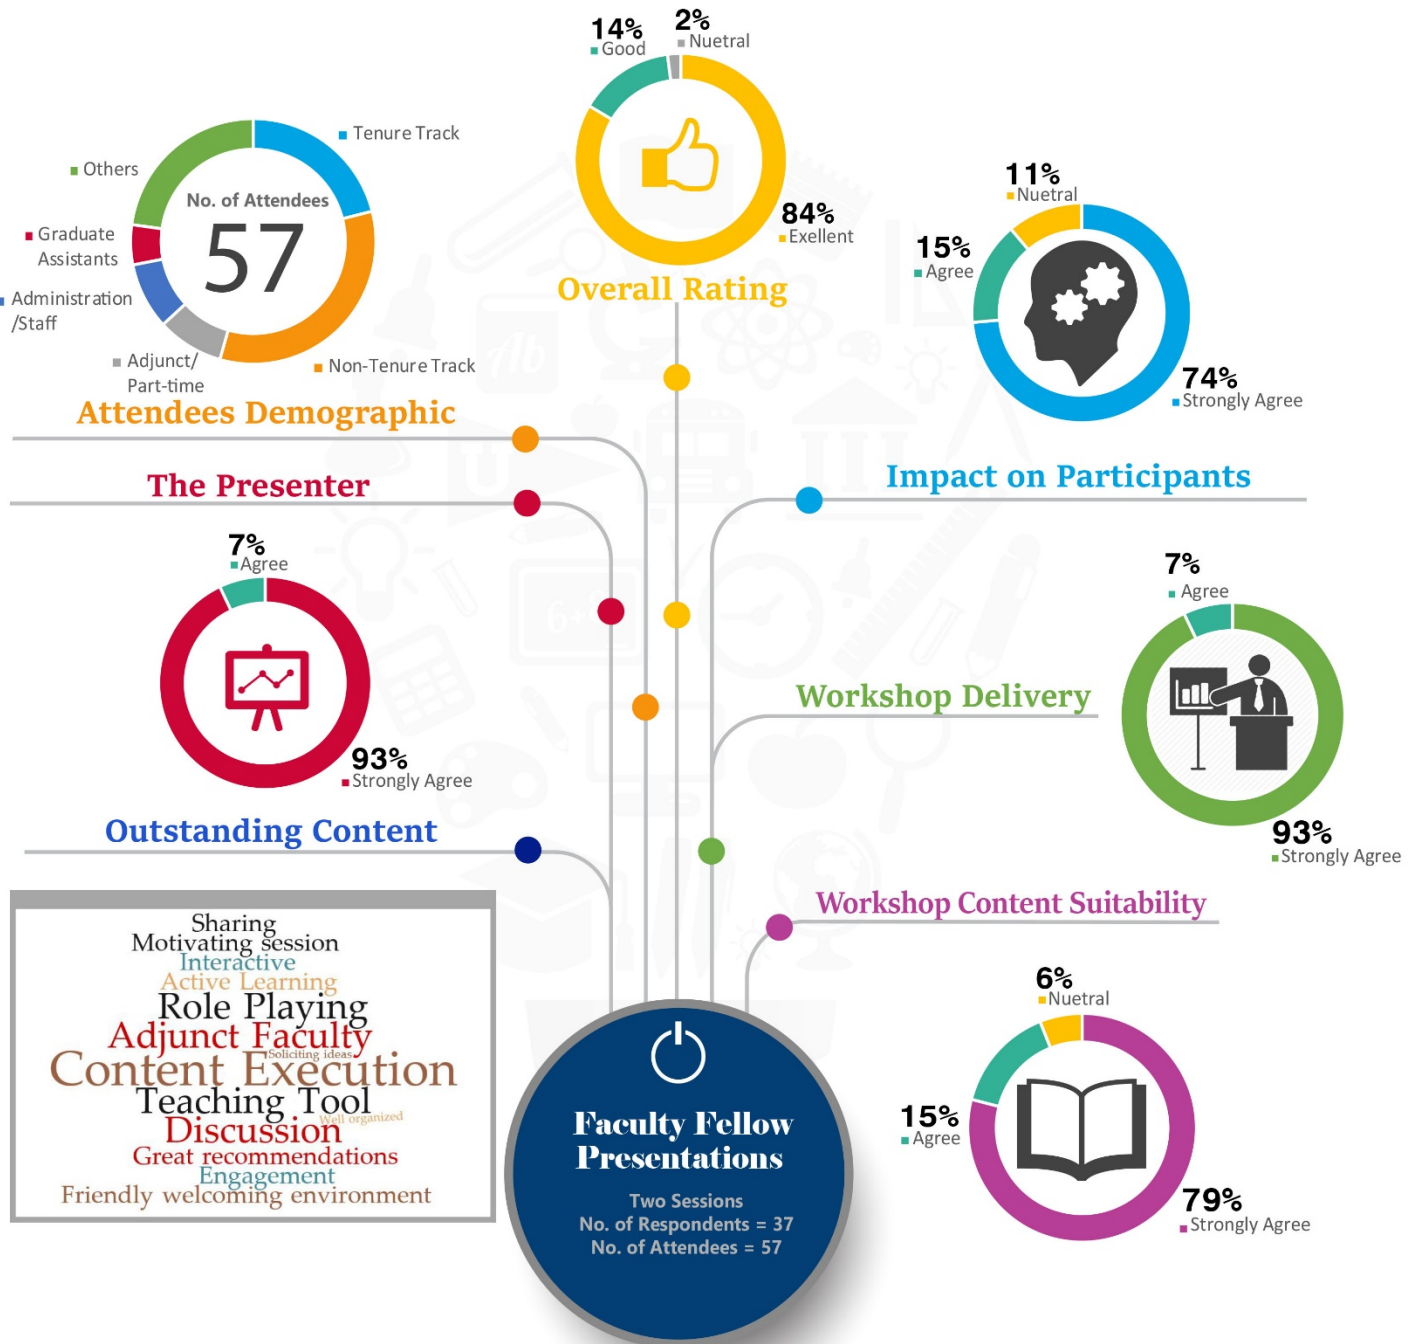 14%
Good
2%
Nuetral
84%
Exellent
Overall Rating
Tenure Track
Others
No. of Attendees
57
Graduate
Assistants
Administration
/Staff
Adjunct/
Part-time
Non-Tenure Track
Attendees Demographic
11%
Nuetral
15%
Agree
74%
Strongly Agree
Impact on Participants
The Presenter
7%
Agree
93%
Strongly Agree
7%
Agree
Workshop Delivery
93%
Strongly Agree
Outstanding Content
Sharing
Motivating session
Interactive
Active Learning
Role Playing
Adjunct Faculty
Soliciting ideas
Content Execution
Teaching Tool
Well organized
Discussion
Great recommendations
Engagement
Friendly welcoming environment
Workshop Content Suitability
6%
Nuetral
15%
Agree
79%
Strongly Agree
Faculty Fellow
Presentations
Two Sessions
No. of Respondents = 37
No. of Attendees = 57
Ab
U